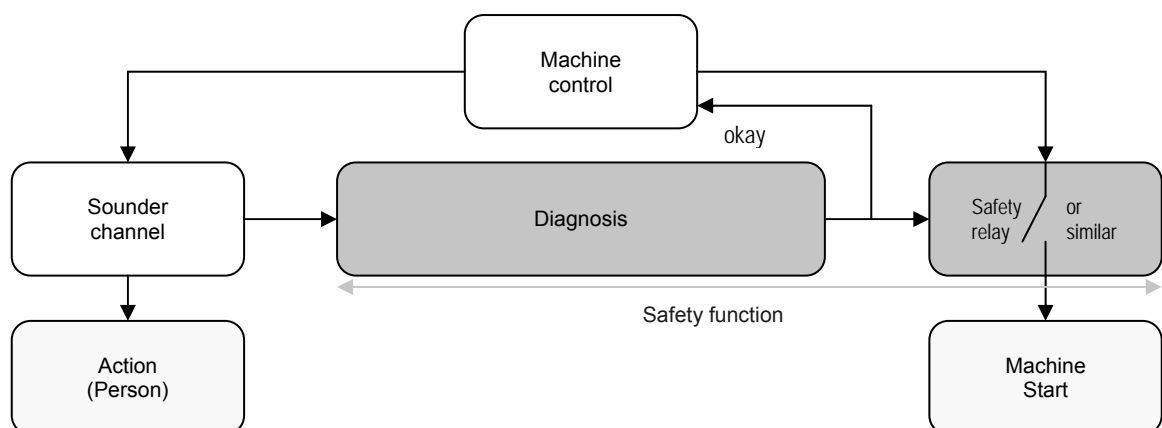 Machine
control
okay
Sounder
channel
Diagnosis
Safety or
relay similar
Safety function
Action
(Person)
Machine
Start